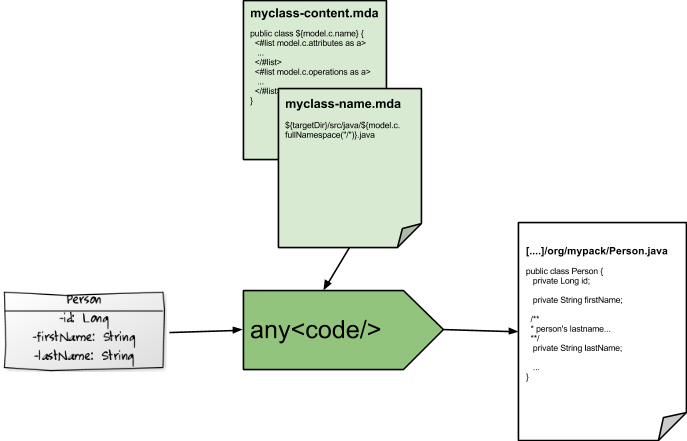 myclass-content.mda
public class ${model.c.name} {
<#list model.c.attributes as a>
...
</#list>
<#list model.c.operations as a>
...
</#list>
}
myclass-name.mda
${targetDir}/src/java/${model.c.
fullNamespace("/")}.java
Person
-id: Long
-firstName: String
-lastName: String
any<code/>
[....]/org/mypack/Person.java
public class Person {
private Long id;
private String firstName;
/**
* person's lastname...
**/
private String lastName;
...
}